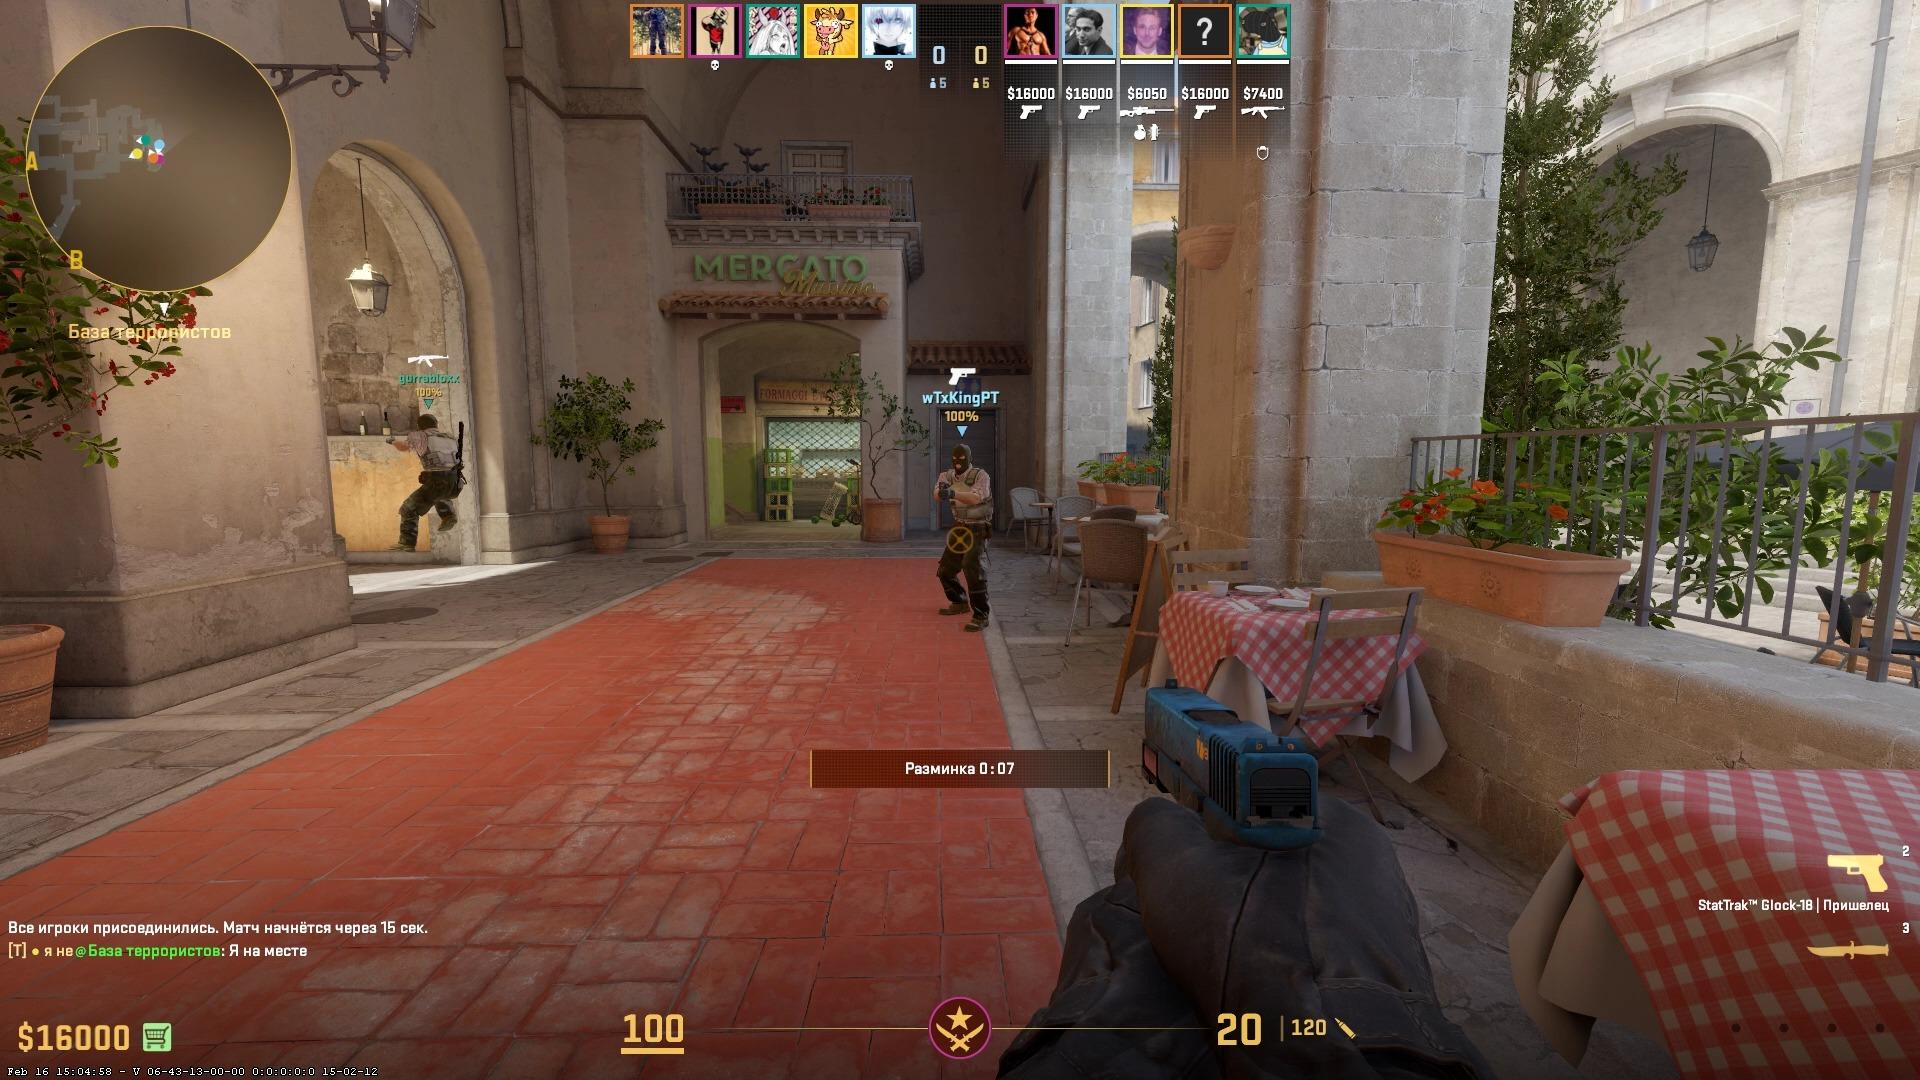 ?
0 0
5 5
$16000 $16000 $6050 $16000 $7400
A
B
База террористов
MERCATO
Massimo
FORMAGGI
gurrabloxx
100%
wTxKingPT
100%
Разминка 0:07
2
StatTrak™ Glock-18 | Пришелец
3
Все игроки присоединились. Матч начнётся через 15 сек.
[T] ● я не@База террористов: Я на месте
$16000
100
20 | 120
Feb 16 15:04:58 - V 06-43-13-00-00 0:0:0:0:0 15-02-12